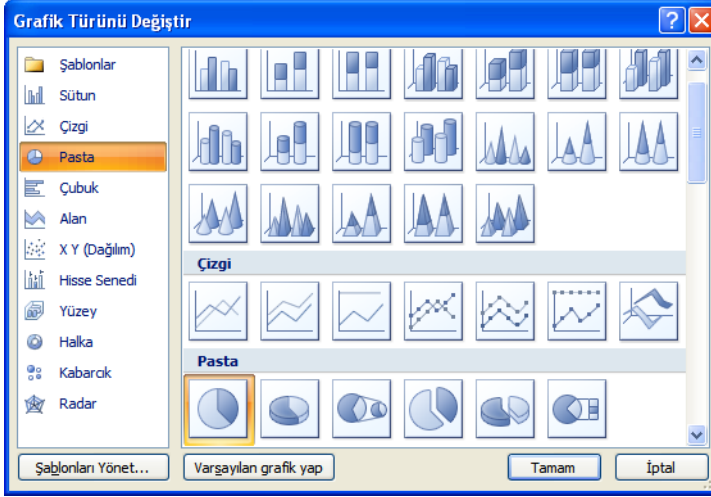 Grafik Türünü Değiştir
Şablonlar
Sütun
Çizgi
Pasta
Çubuk
Alan
X Y (Dağılım)
Hisse Senedi
Yüzey
Halka
Kabarcık
Radar
Çizgi
Pasta
Şablonları Yönet...
Varsayılan grafik yap
Tamam
İptal